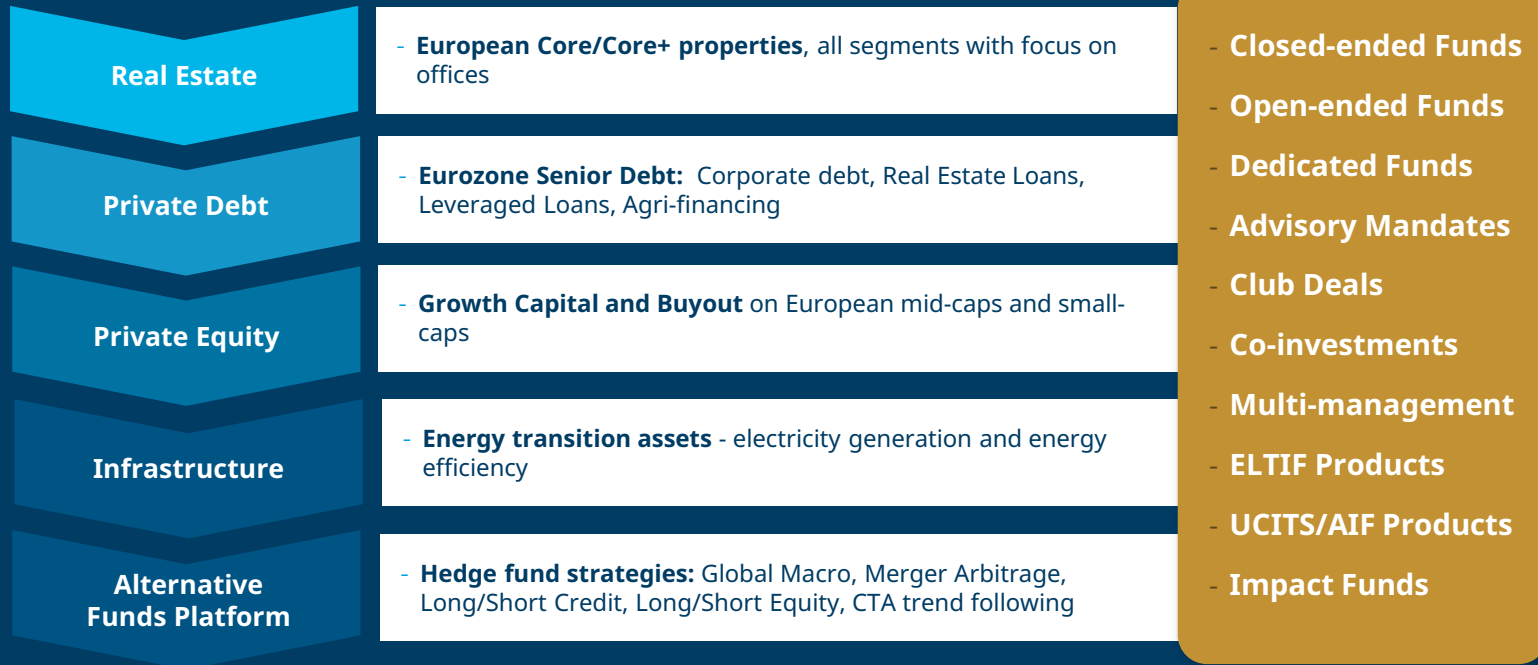 Real Estate
- European Core/Core+ properties, all segments with focus on
offices
Private Debt
- Eurozone Senior Debt: Corporate debt, Real Estate Loans,
Leveraged Loans, Agri-financing
Private Equity
- Growth Capital and Buyout on European mid-caps and small-
caps
Infrastructure
- Energy transition assets - electricity generation and energy
efficiency
Alternative
Funds Platform
- Hedge fund strategies: Global Macro, Merger Arbitrage,
Long/Short Credit, Long/Short Equity, CTA trend following
- Closed-ended Funds
- Open-ended Funds
- Dedicated Funds
- Advisory Mandates
- Club Deals
- Co-investments
- Multi-management
- ELTIF Products
- UCITS/AIF Products
- Impact Funds